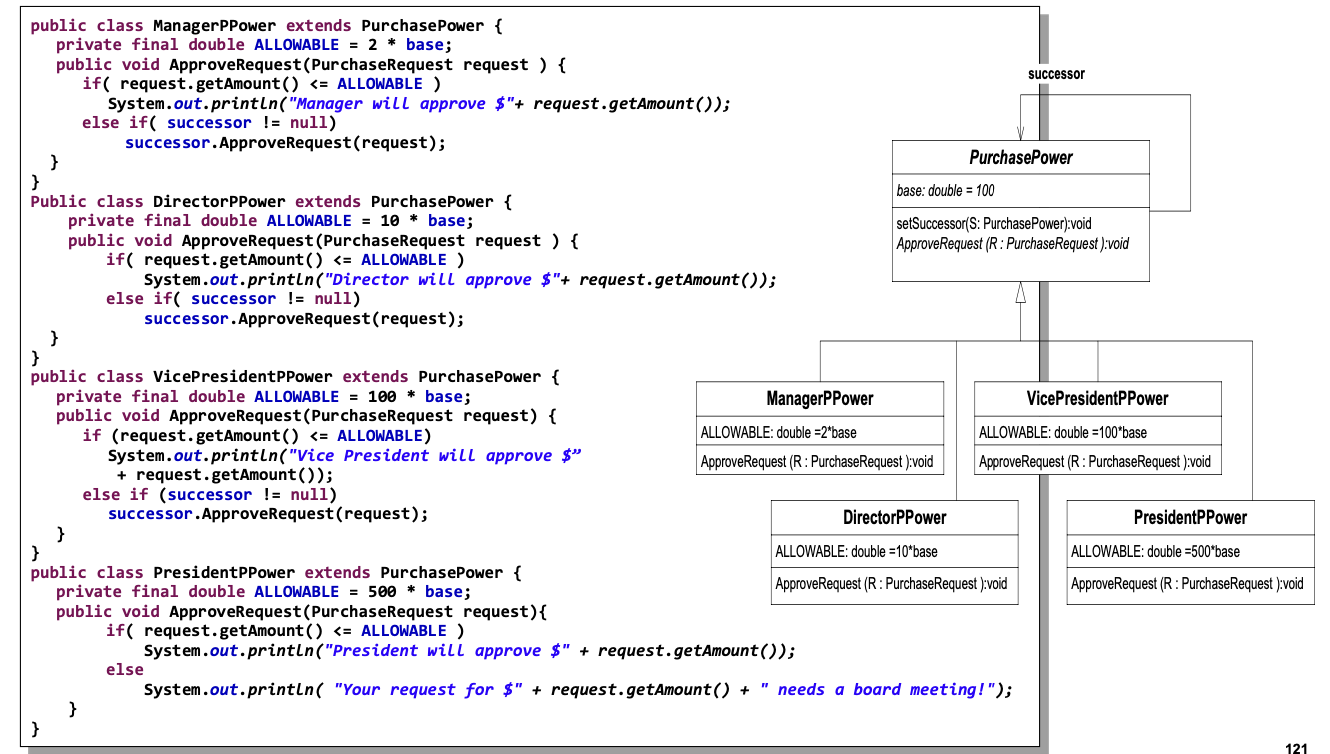 public class ManagerPPower extends PurchasePower {
private final double ALLOWABLE = 2 * base;
public void ApproveRequest(PurchaseRequest request ) {
if( request.getAmount() <= ALLOWABLE )
System.out.println("Manager will approve $"+ request.getAmount());
else if( successor != null)
successor.ApproveRequest(request);
}
}
Public class DirectorPPower extends PurchasePower {
private final double ALLOWABLE = 10 * base;
public void ApproveRequest(PurchaseRequest request ) {
if( request.getAmount() <= ALLOWABLE )
System.out.println("Director will approve $"+ request.getAmount());
else if( successor != null)
successor.ApproveRequest(request);
}
}
public class VicePresidentPPower extends PurchasePower {
private final double ALLOWABLE = 100 * base;
public void ApproveRequest(PurchaseRequest request) {
if (request.getAmount() <= ALLOWABLE)
System.out.println("Vice President will approve $”
+ request.getAmount());
else if (successor != null)
successor.ApproveRequest(request);
}
}
public class PresidentPPower extends PurchasePower {
private final double ALLOWABLE = 500 * base;
public void ApproveRequest(PurchaseRequest request){
if( request.getAmount() <= ALLOWABLE )
System.out.println("President will approve $" + request.getAmount());
else
System.out.println( "Your request for $" + request.getAmount() + " needs a board meeting!");
}
}
successor
PurchasePower
base: double = 100
setSuccessor(S: PurchasePower):void
ApproveRequest (R : PurchaseRequest ):void
ManagerPPower
ALLOWABLE: double =2*base
ApproveRequest (R : PurchaseRequest ):void
VicePresidentPPower
ALLOWABLE: double =100*base
ApproveRequest (R : PurchaseRequest ):void
DirectorPPower
ALLOWABLE: double =10*base
ApproveRequest (R : PurchaseRequest ):void
PresidentPPower
ALLOWABLE: double =500*base
ApproveRequest (R : PurchaseRequest ):void
121